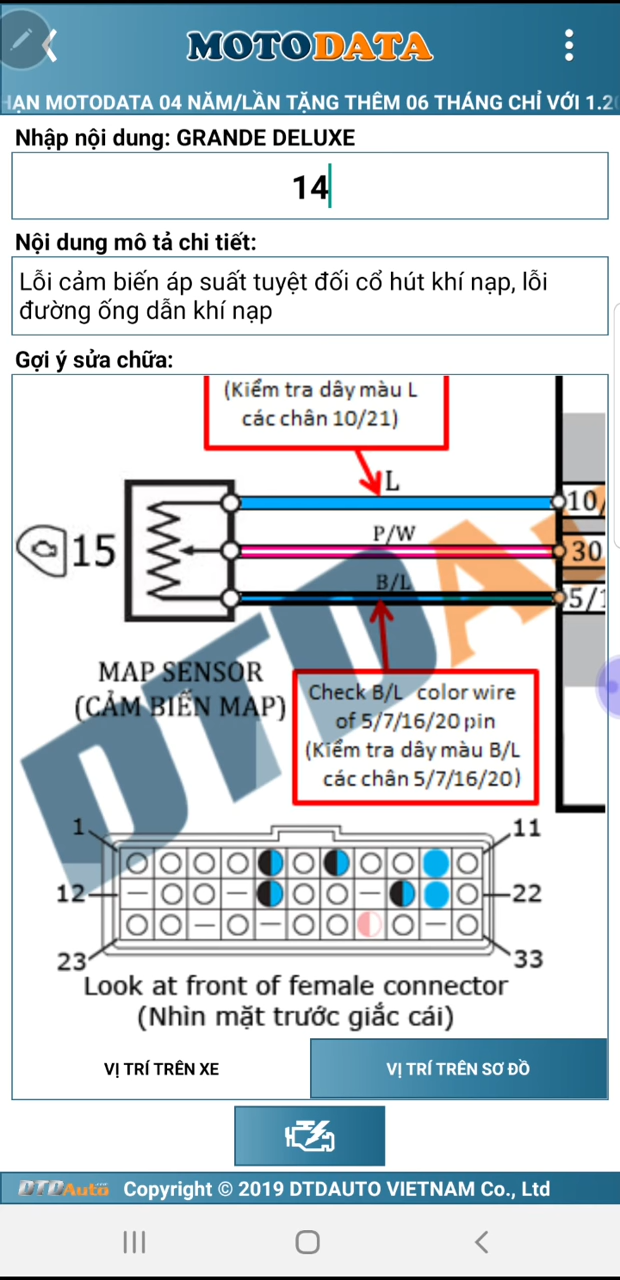 MOTODATA
HẠN MOTODATA 04 NĂM/LẦN TẶNG THÊM 06 THÁNG CHỈ VỚI 1.20
Nhập nội dung: GRANDE DELUXE
14
Nội dung mô tả chi tiết:
Lỗi cảm biến áp suất tuyệt đối cổ hút khí nạp, lỗi
đường ống dẫn khí nạp
Gợi ý sửa chữa:
(Kiểm tra dây màu L
các chân 10/21)
L
10/
P/W
15
30
B/L
5/1
MAP SENSOR
(CẢM BIẾN MAP)
Check B/L color wire
of 5/7/16/20 pin
(Kiểm tra dây màu B/L
các chân 5/7/16/20)
DTDAu
1
11
12
22
23
33
Look at front of female connector
(Nhìn mặt trước giắc cái)
VỊ TRÍ TRÊN XE
VỊ TRÍ TRÊN SƠ ĐỒ
DTDAuto Copyright © 2019 DTDAUTO VIETNAM Co., Ltd